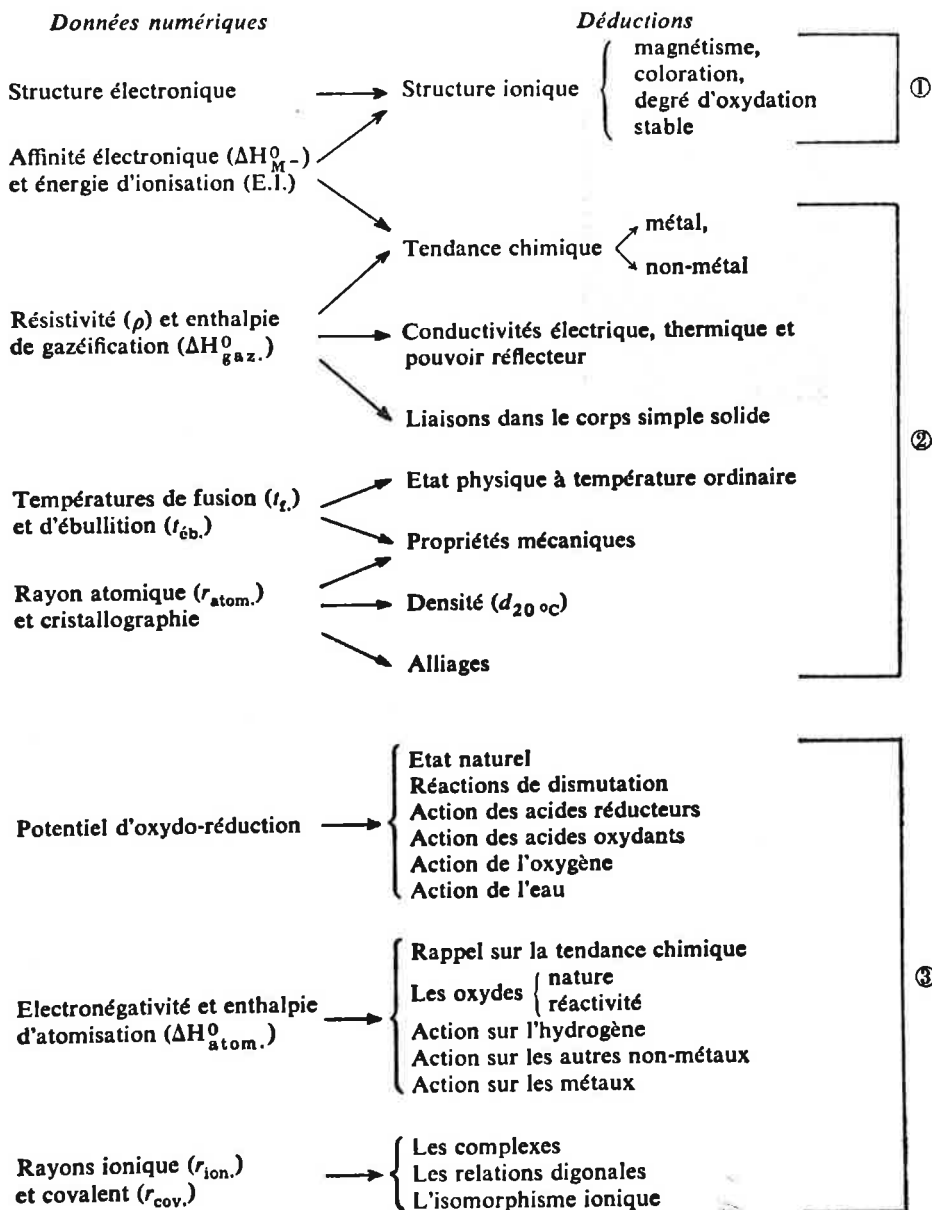 Données numériques
Déductions
Structure électronique
Structure ionique
magnétisme,
coloration,
degré d'oxydation
stable
①
Affinité électronique (ΔH⁰M⁻)
et énergie d'ionisation (E.I.)
Tendance chimique
métal,
non-métal
Résistivité (ρ) et enthalpie
de gazéification (ΔH⁰gaz.)
Conductivités électrique, thermique et
pouvoir réflecteur
Liaisons dans le corps simple solide
②
Températures de fusion (tf.)
et d'ébullition (téb.)
Etat physique à température ordinaire
Propriétés mécaniques
Rayon atomique (ratom.)
et cristallographie
Densité (d20 °C)
Alliages
Potentiel d'oxydo-réduction
Etat naturel
Réactions de dismutation
Action des acides réducteurs
Action des acides oxydants
Action de l'oxygène
Action de l'eau
Electronégativité et enthalpie
d'atomisation (ΔH⁰atom.)
Rappel sur la tendance chimique
Les oxydes
nature
réactivité
Action sur l'hydrogène
Action sur les autres non-métaux
Action sur les métaux
③
Rayons ionique (rion.)
et covalent (rcov.)
Les complexes
Les relations digonales
L'isomorphisme ionique